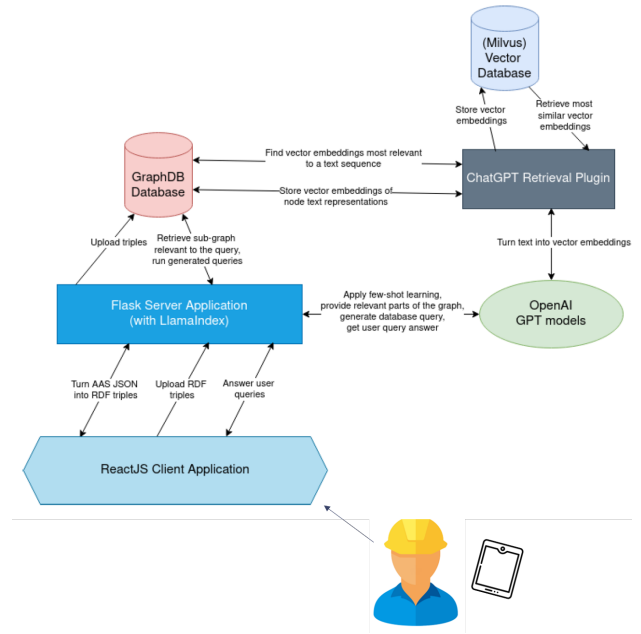 (Milvus)
Vector
Database
Store vector
embeddings
Retrieve most
similar vector
embeddings
Find vector embeddings most relevant
to a text sequence
GraphDB
Database
ChatGPT Retrieval Plugin
Store vector embeddings of
node text representations
Upload triples
Retrieve sub-graph
relevant to the query,
run generated queries
Turn text into vector embeddings
Flask Server Application
(with LlamaIndex)
Apply few-shot learning,
provide relevant parts of the graph,
generate database query,
get user query answer
OpenAI
GPT models
Turn AAS JSON
into RDF triples
Upload RDF
triples
Answer user
queries
ReactJS Client Application